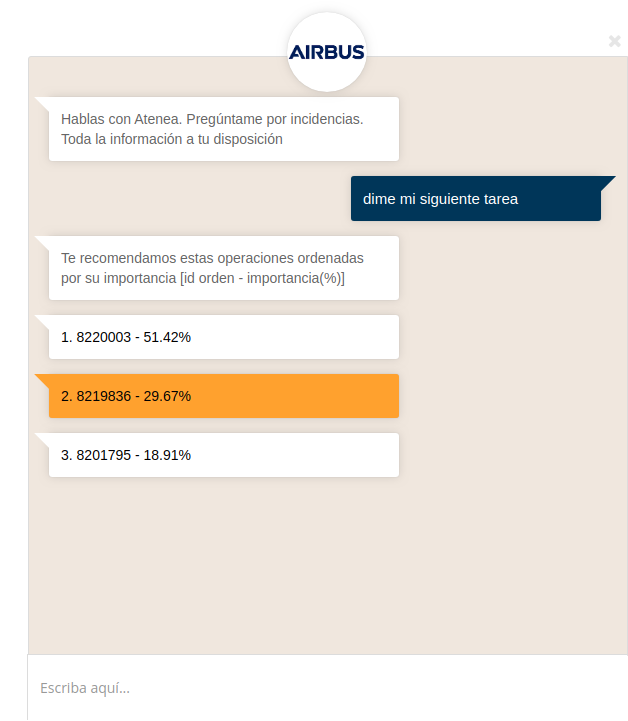 AIRBUS
Hablas con Atenea. Pregúntame por incidencias.
Toda la información a tu disposición
dime mi siguiente tarea
Te recomendamos estas operaciones ordenadas
por su importancia [id orden - importancia(%)]
1. 8220003 - 51.42%
2. 8219836 - 29.67%
3. 8201795 - 18.91%
Escriba aquí...